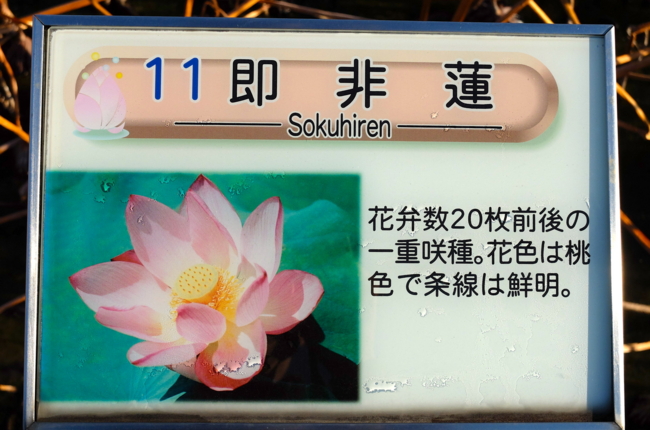 11 即非蓮
Sokuhiren
花弁数20枚前後の
一重咲種。花色は桃
色で条線は鮮明。